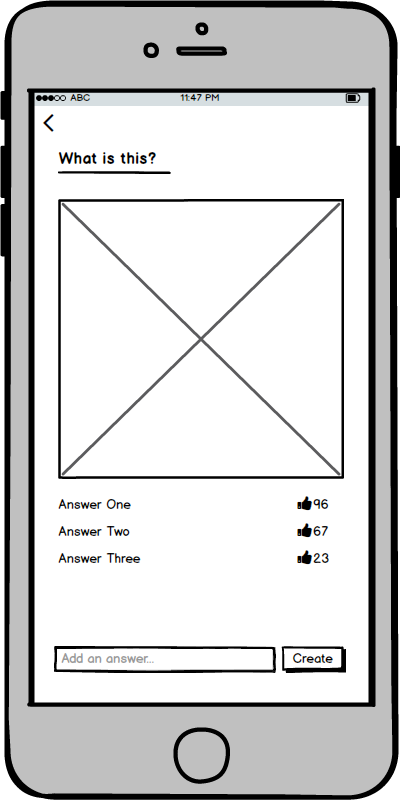 ABC 11:47 PM
What is this?
Answer One 96
Answer Two 67
Answer Three 23
Add an answer... Create